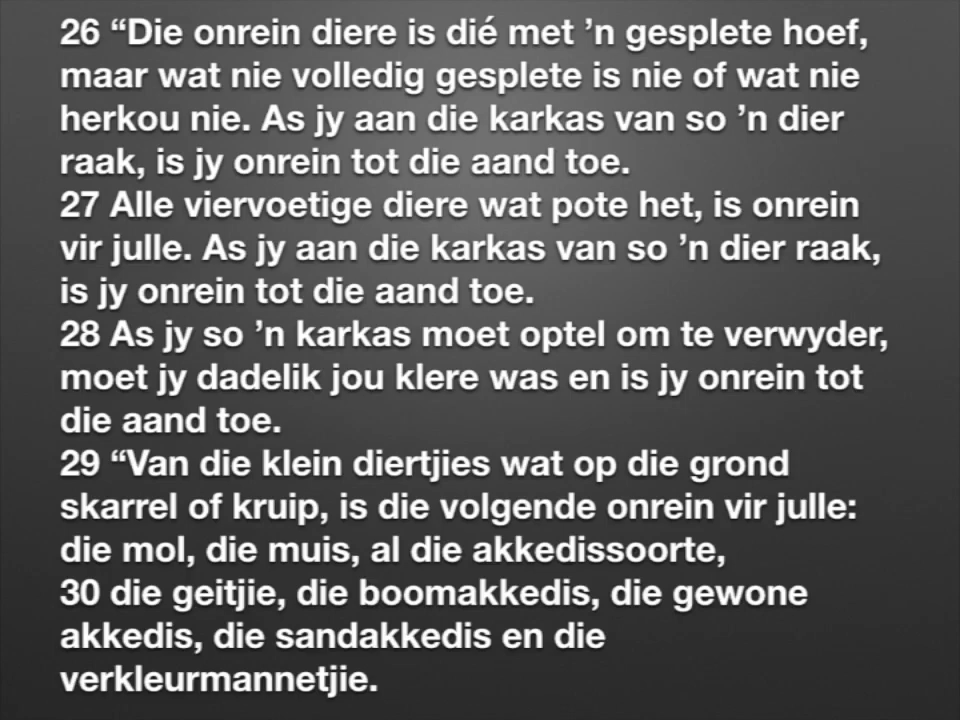 26 “Die onrein diere is dié met ’n gesplete hoef,
maar wat nie volledig gesplete is nie of wat nie
herkou nie. As jy aan die karkas van so ’n dier
raak, is jy onrein tot die aand toe.
27 Alle viervoetige diere wat pote het, is onrein
vir julle. As jy aan die karkas van so ’n dier raak,
is jy onrein tot die aand toe.
28 As jy so ’n karkas moet optel om te verwyder,
moet jy dadelik jou klere was en is jy onrein tot
die aand toe.
29 “Van die klein diertjies wat op die grond
skarrel of kruip, is die volgende onrein vir julle:
die mol, die muis, al die akkedissoorte,
30 die geitjie, die boomakkedis, die gewone
akkedis, die sandakkedis en die
verkleurmannetjie.